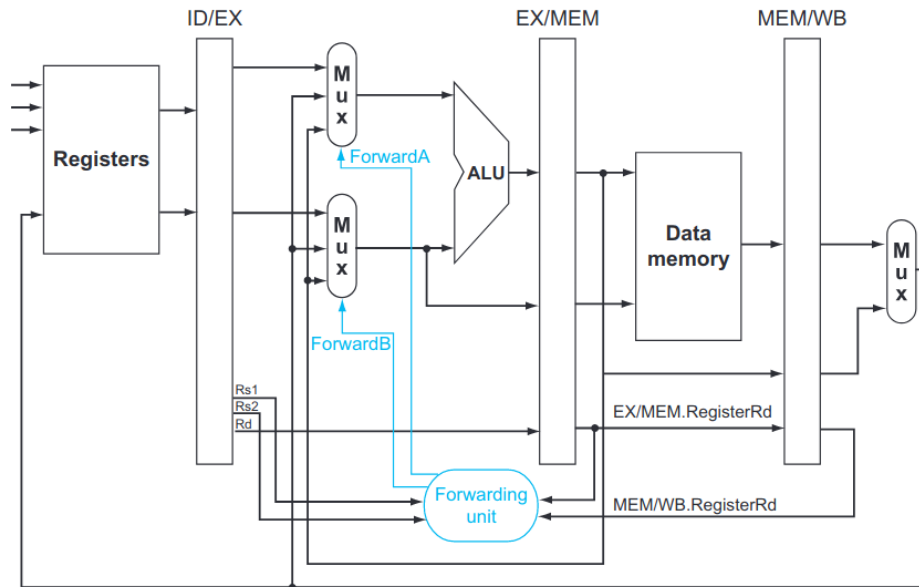 ID/EX
EX/MEM
MEM/WB
Registers
M
u
x
ForwardA
M
u
x
ForwardB
ALU
Data
memory
M
u
x
Rs1
Rs2
Rd
EX/MEM.RegisterRd
Forwarding
unit
MEM/WB.RegisterRd